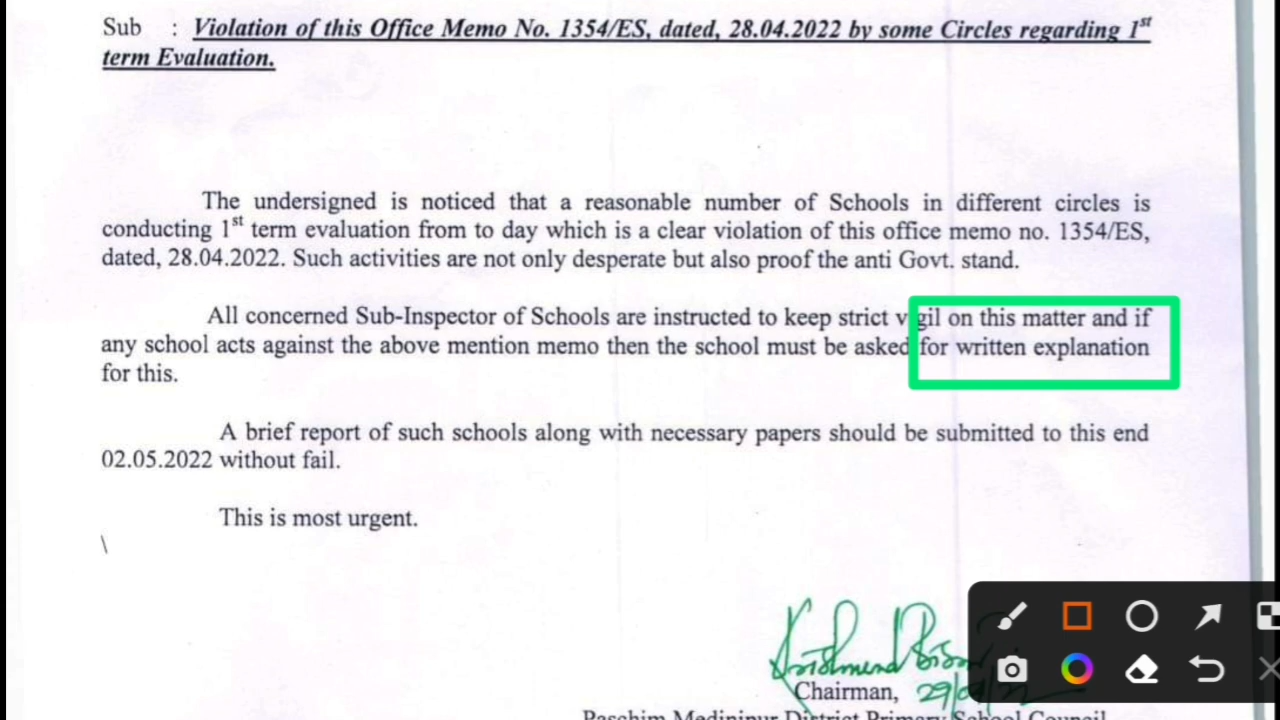 Sub : Violation of this Office Memo No. 1354/ES, dated, 28.04.2022 by some Circles regarding 1st
term Evaluation.
The undersigned is noticed that a reasonable number of Schools in different circles is
conducting 1st term evaluation from to day which is a clear violation of this office memo no. 1354/ES,
dated, 28.04.2022. Such activities are not only desperate but also proof the anti Govt. stand.
All concerned Sub-Inspector of Schools are instructed to keep strict vigil on this matter and if
any school acts against the above mention memo then the school must be asked for written explanation
for this.
A brief report of such schools along with necessary papers should be submitted to this end
02.05.2022 without fail.
This is most urgent.
\
Chairman,
Paschim Medinipur District Primary School Council